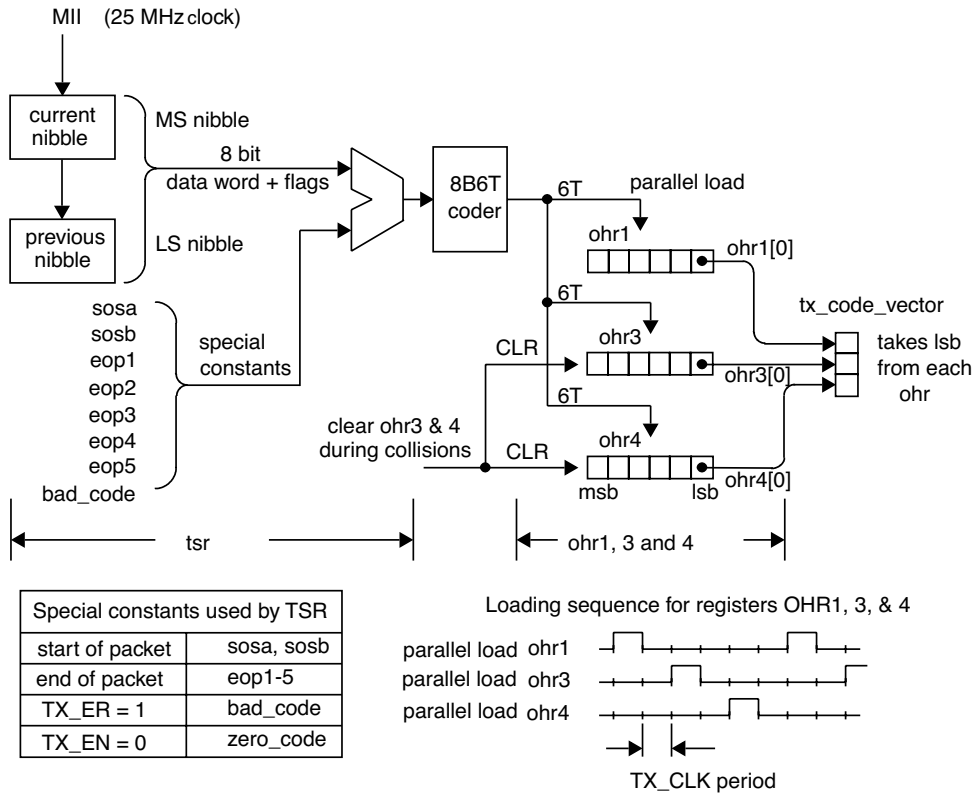 MII (25 MHz clock)
current
nibble
previous
nibble
MS nibble
8 bit
data word + flags
LS nibble
8B6T
coder
6T
parallel load
ohr1
ohr1[0]
6T
ohr3
ohr3[0]
CLR
6T
ohr4
ohr4[0]
CLR
msb
lsb
tx_code_vector
takes lsb
from each
ohr
sosa
sosb
eop1
eop2
eop3
eop4
eop5
bad_code
special
constants
clear ohr3 & 4
during collisions
tsr
ohr1, 3 and 4
Special constants used by TSR
start of packet sosa, sosb
end of packet eop1-5
TX_ER = 1 bad_code
TX_EN = 0 zero_code
Loading sequence for registers OHR1, 3, & 4
parallel load ohr1
parallel load ohr3
parallel load ohr4
TX_CLK period